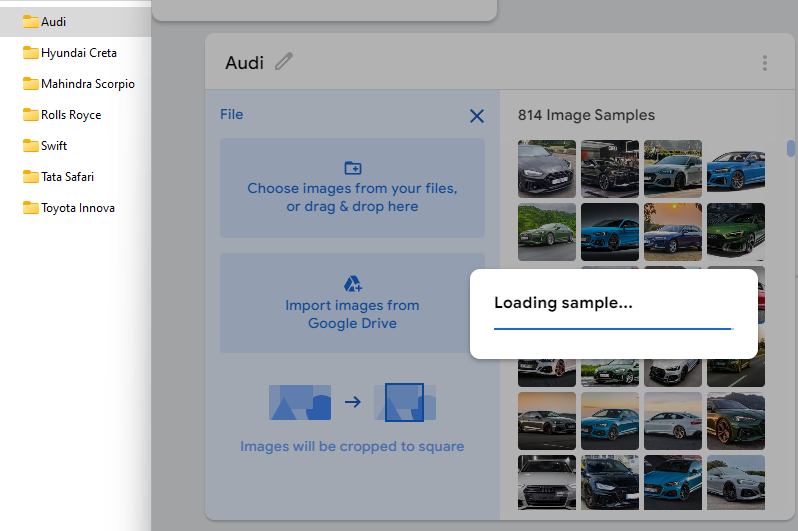 Audi
Hyundai Creta
Mahindra Scorpio
Rolls Royce
Swift
Tata Safari
Toyota Innova
Audi
File
Choose images from your files,
or drag & drop here
Import images from
Google Drive
Images will be cropped to square
814 Image Samples
Loading sample...